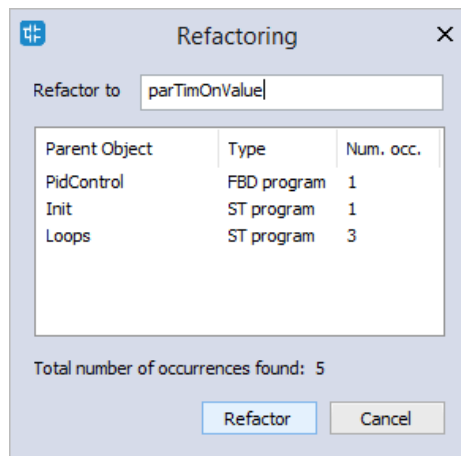 Refactoring
Refactor to parTimOnValue
Parent Object Type Num. occ.
PidControl FBD program 1
Init ST program 1
Loops ST program 3
Total number of occurrences found: 5
Refactor Cancel